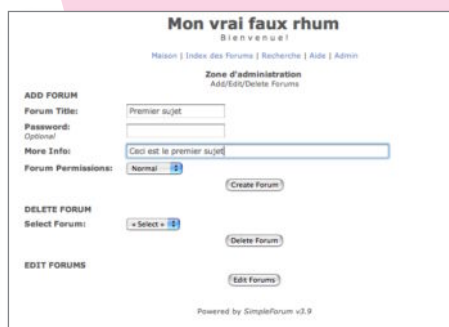 Mon vrai faux rhum
Bienvenue!
Maison | Index des Forums | Recherche | Aide | Admin
Zone d'administration
Add/Edit/Delete Forums
ADD FORUM
Forum Title: Premier sujet
Password:
Optional
More Info: Ceci est le premier sujet
Forum Permissions: Normal
Create Forum
DELETE FORUM
Select Forum: + Select +
Delete Forum
EDIT FORUMS
Edit Forums
Powered by SimpleForum v3.9